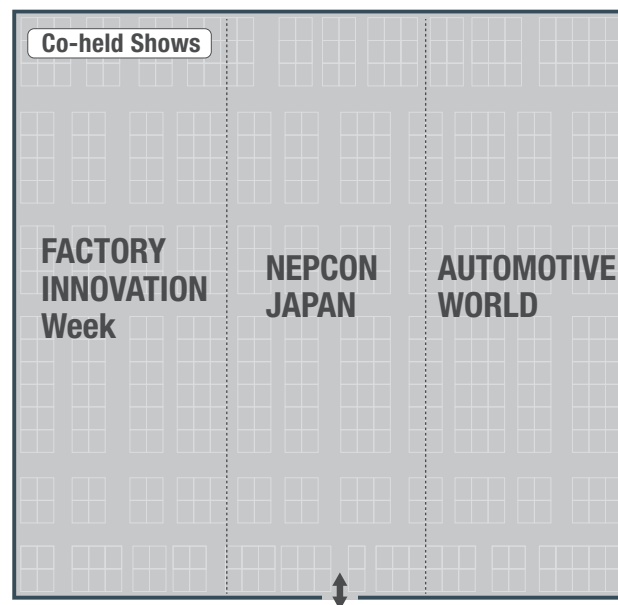 Co-held Shows
FACTORY
INNOVATION
Week
NEPCON
JAPAN
AUTOMOTIVE
WORLD